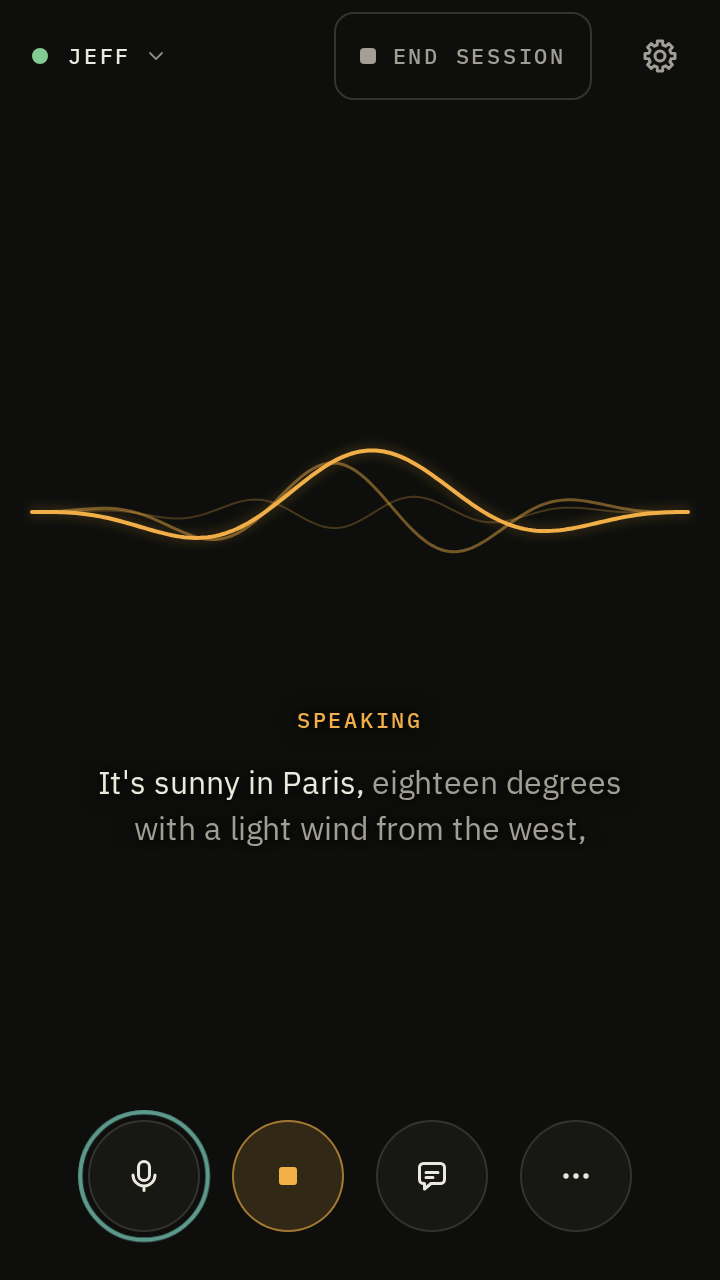 JEFF
END SESSION
SPEAKING
It's sunny in Paris, eighteen degrees
with a light wind from the west,